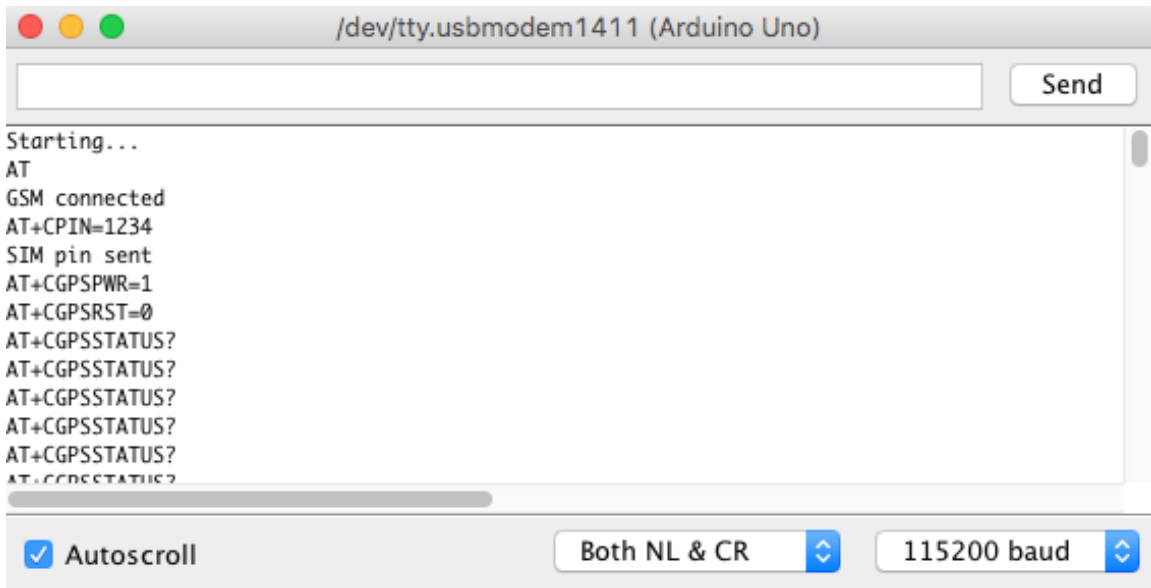 /dev/tty.usbmodem1411 (Arduino Uno)
Send
Starting...
AT
GSM connected
AT+CPIN=1234
SIM pin sent
AT+CGPSPWR=1
AT+CGPSRST=0
AT+CGPSSTATUS?
AT+CGPSSTATUS?
AT+CGPSSTATUS?
AT+CGPSSTATUS?
AT+CGPSSTATUS?
AT+CGPSSTATUS?
Autoscroll
Both NL & CR
115200 baud